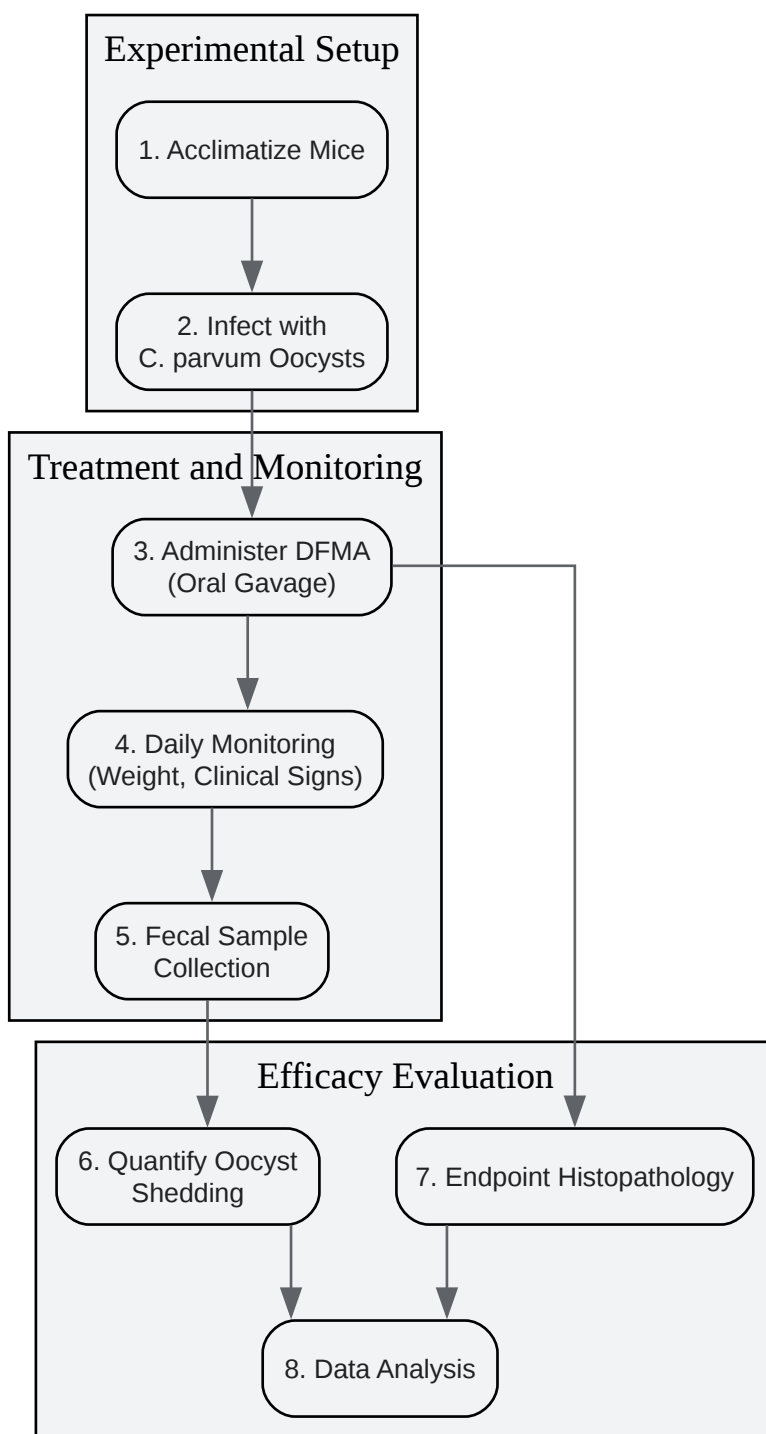 Experimental Setup
1. Acclimatize Mice
2. Infect with
C. parvum Oocysts
Treatment and Monitoring
3. Administer DFMA
(Oral Gavage)
4. Daily Monitoring
(Weight, Clinical Signs)
5. Fecal Sample
Collection
Efficacy Evaluation
6. Quantify Oocyst
Shedding
7. Endpoint Histopathology
8. Data Analysis